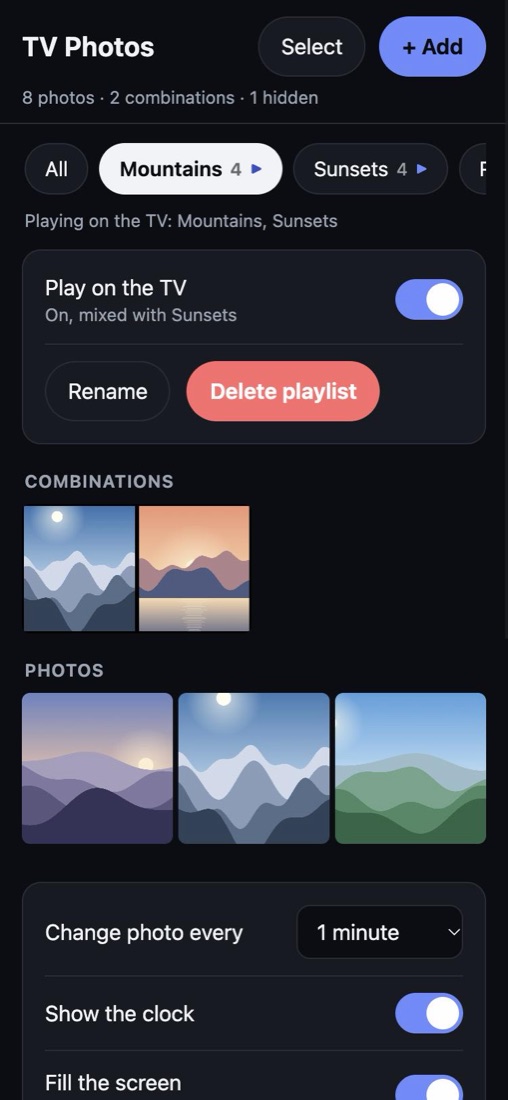 TV Photos
Select
+ Add
8 photos · 2 combinations · 1 hidden
All
Mountains 4
Sunsets 4
Playing on the TV: Mountains, Sunsets
Play on the TV
On, mixed with Sunsets
Rename
Delete playlist
COMBINATIONS
PHOTOS
Change photo every
1 minute
Show the clock
Fill the screen